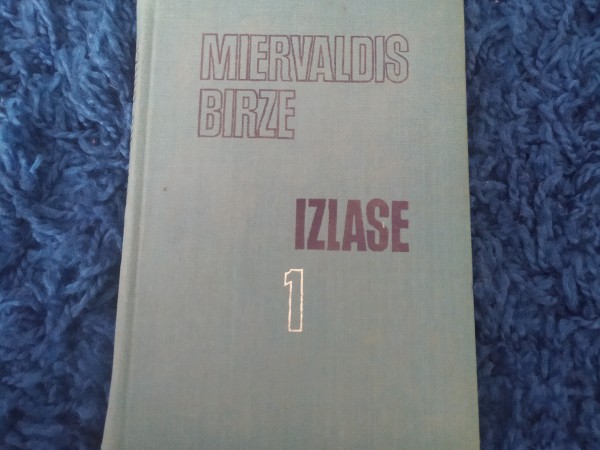 MIERVALDIS
BIRZE
IZLASE
1